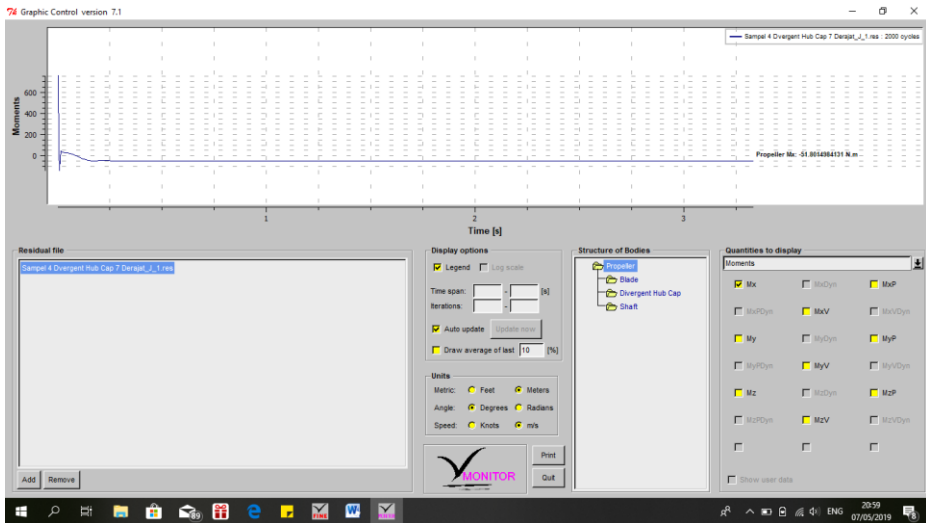 Graphic Control version 7.1
Sampel 4 Dvergent Hub Cap 7 Derajat_J_1.res : 2000 cycles
Moments
600
400
200
0
Propeller Mx: -51.8014984131 N.m
1
2
3
Time [s]
Residual file
Sampel 4 Dvergent Hub Cap 7 Derajat_J_1.res
Add
Remove
Display options
Legend
Log scale
Time span:
-
[s]
Iterations:
-
Auto update
Update now
Draw average of last
10
[%]
Units
Metric:
Feet
Meters
Angle:
Degrees
Radians
Speed:
Knots
m/s
MONITOR
Print
Quit
Structure of Bodies
Propeller
Blade
Divergent Hub Cap
Shaft
Quantities to display
Moments
Mx
MxDyn
MxP
MxPDyn
MxV
MxVDyn
My
MyDyn
MyP
MyPDyn
MyV
MyVDyn
Mz
MzDyn
MzP
MzPDyn
MzV
MzVDyn
Show user data
ENG
20:59
07/05/2019